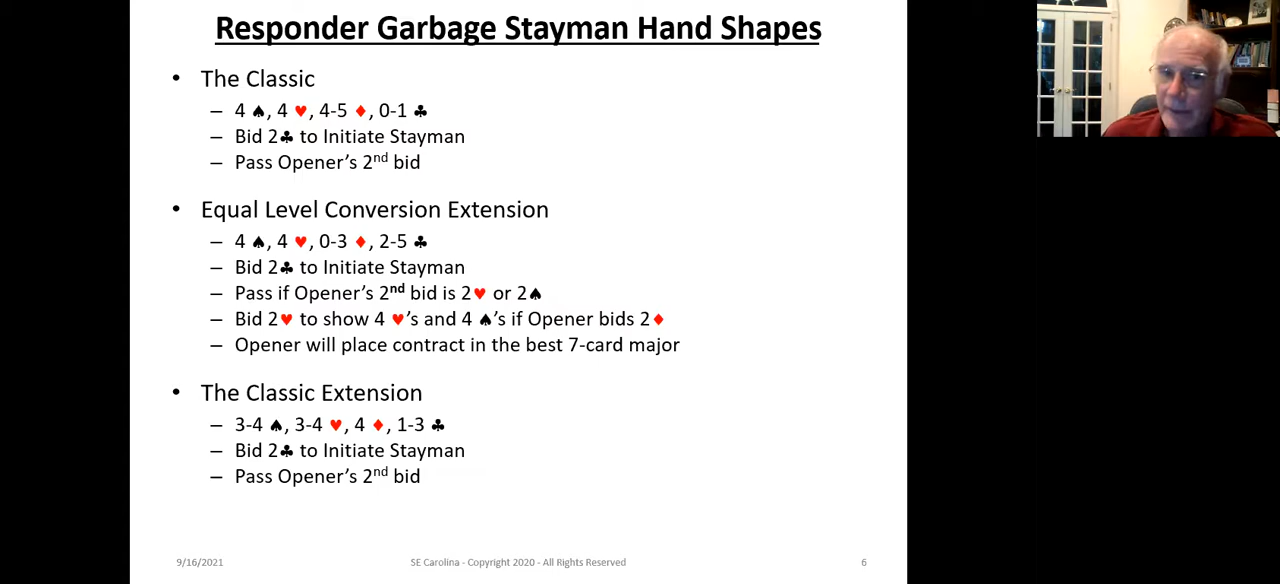 Responder Garbage Stayman Hand Shapes
• The Classic
– 4 ♠, 4 ♥, 4-5 ♦, 0-1 ♣
– Bid 2♣ to Initiate Stayman
– Pass Opener’s 2nd bid
• Equal Level Conversion Extension
– 4 ♠, 4 ♥, 0-3 ♦, 2-5 ♣
– Bid 2♣ to Initiate Stayman
– Pass if Opener’s 2nd bid is 2♥ or 2♠
– Bid 2♥ to show 4 ♥’s and 4 ♠’s if Opener bids 2♦
– Opener will place contract in the best 7-card major
• The Classic Extension
– 3-4 ♠, 3-4 ♥, 4 ♦, 1-3 ♣
– Bid 2♣ to Initiate Stayman
– Pass Opener’s 2nd bid
9/16/2021 SE Carolina - Copyright 2020 - All Rights Reserved 6